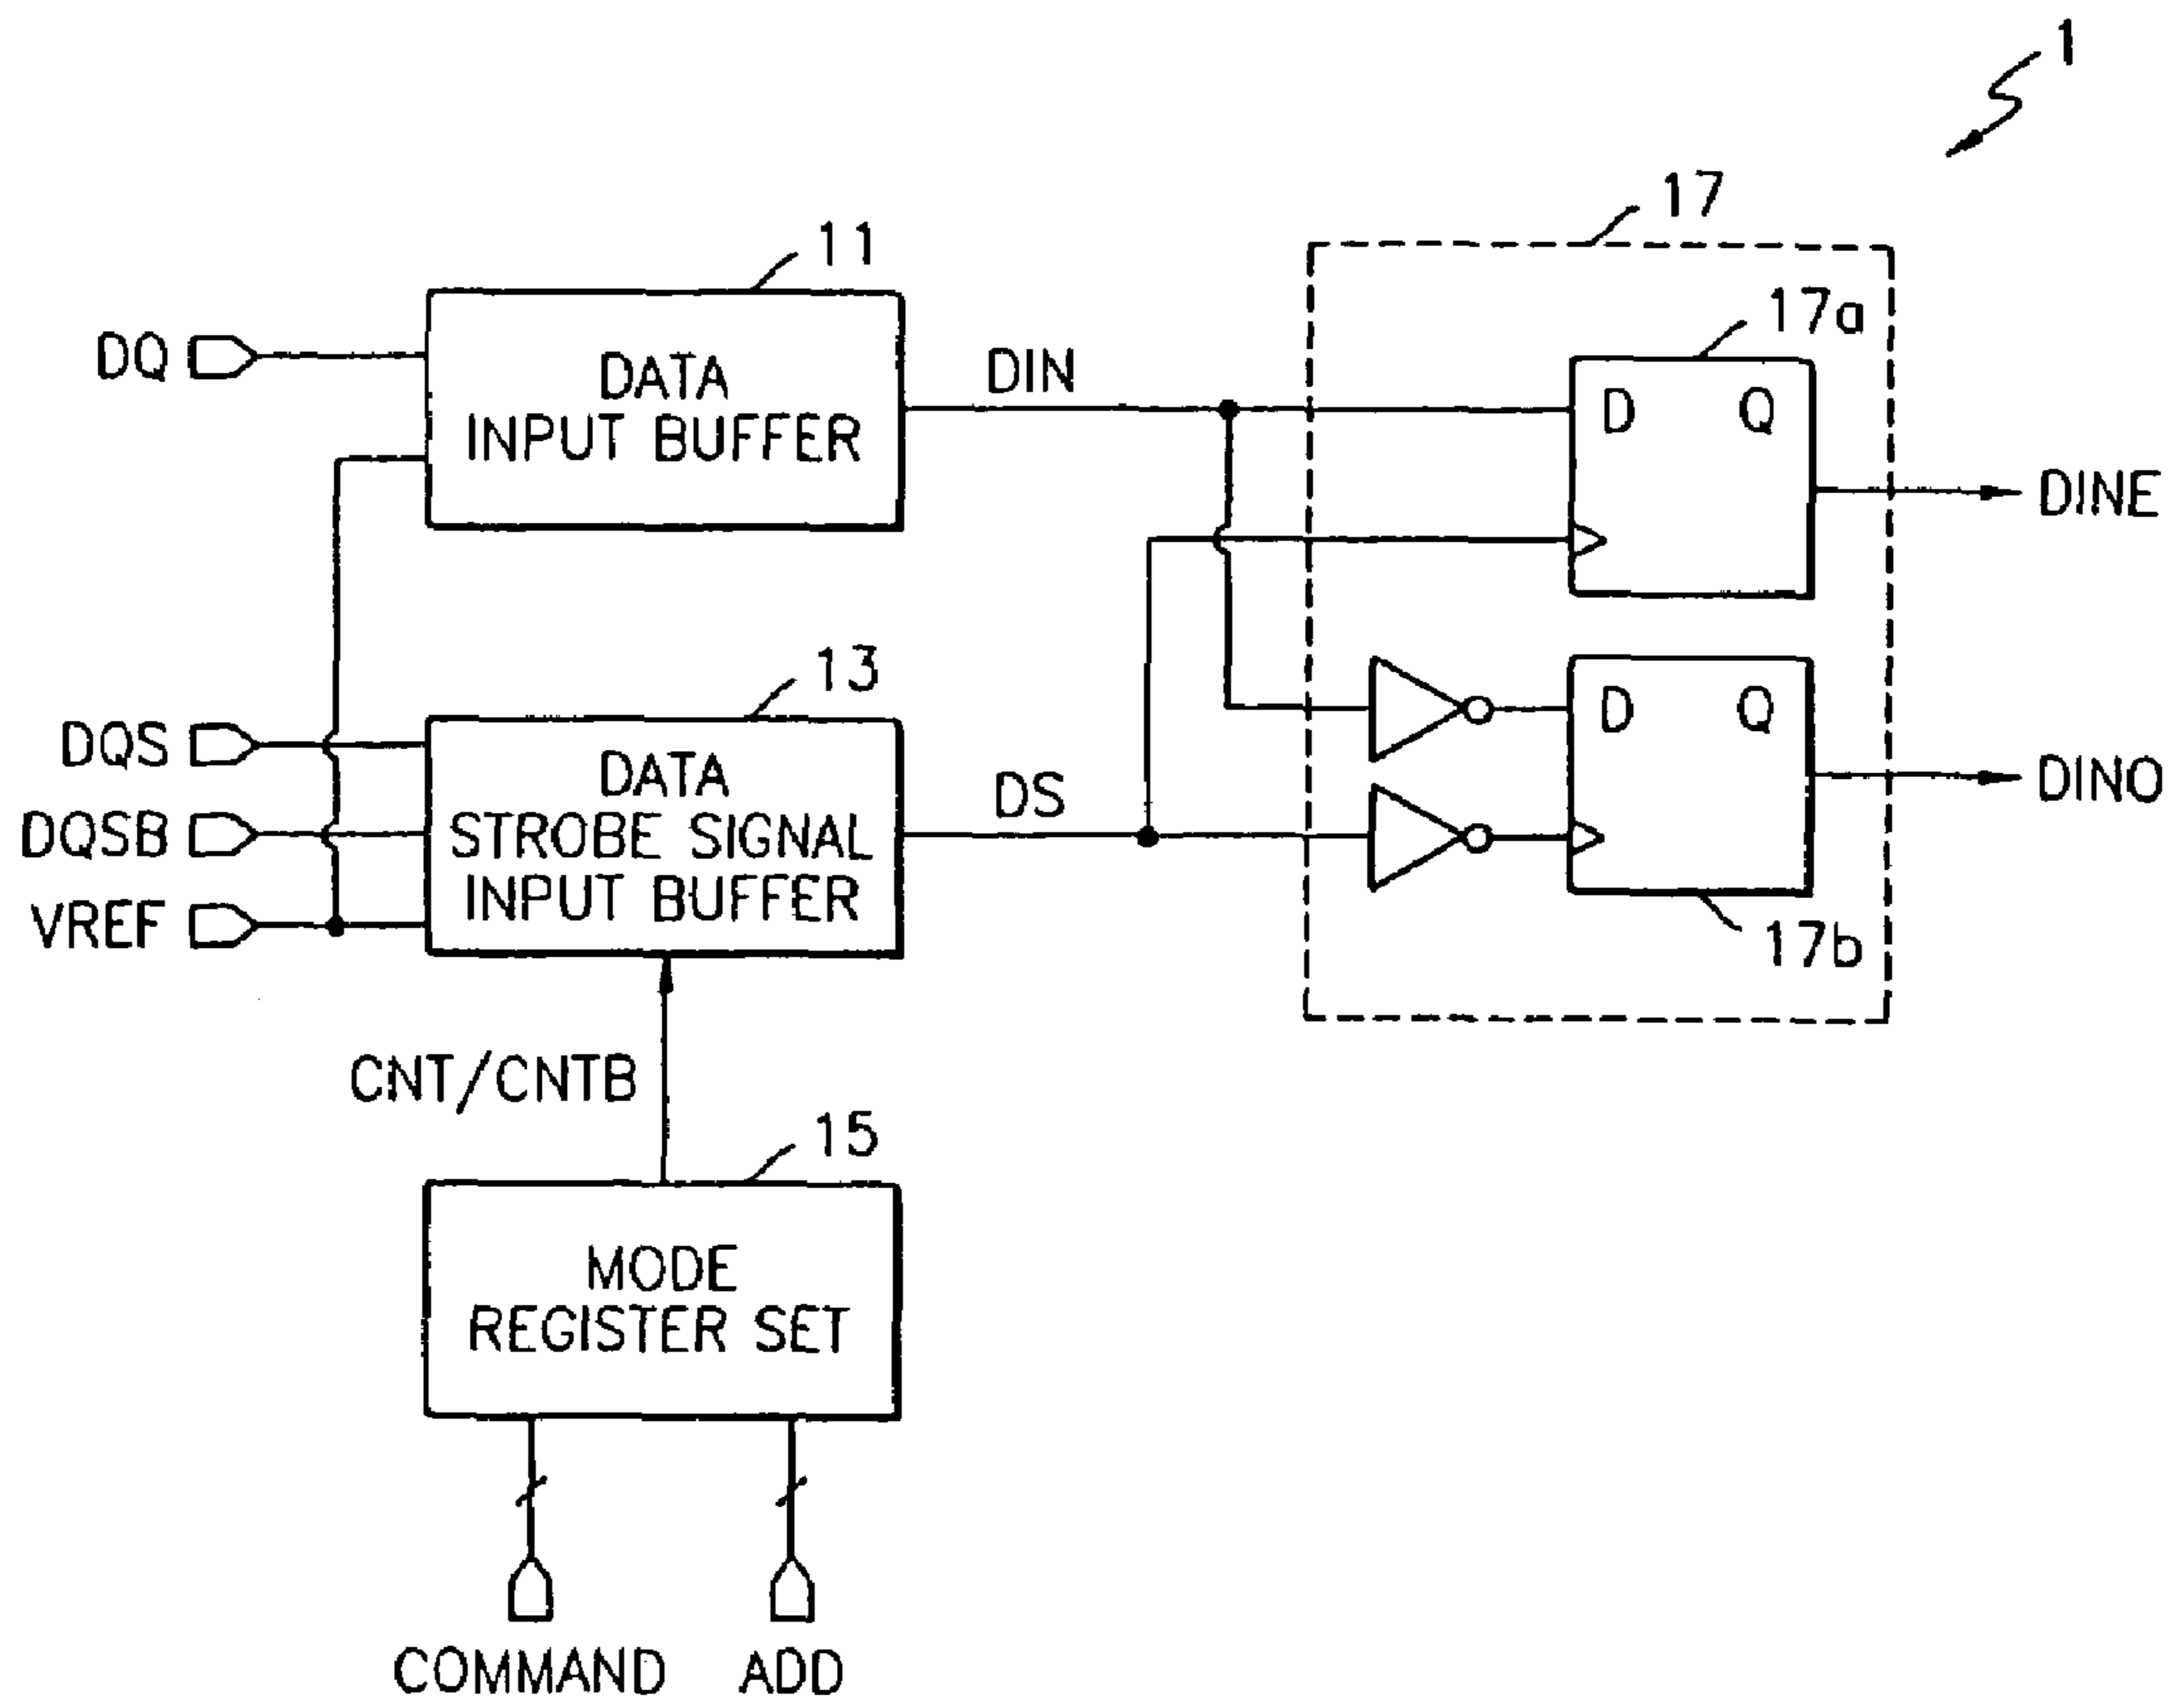 1
17
11
17a
DQ
DATA
INPUT BUFFER
DIN
D Q
DINE
13
DQS
DQSB
VREF
DATA
STROBE SIGNAL
INPUT BUFFER
DS
D Q
DINO
17b
CNT/CNTB
15
MODE
REGISTER SET
COMMAND
ADD